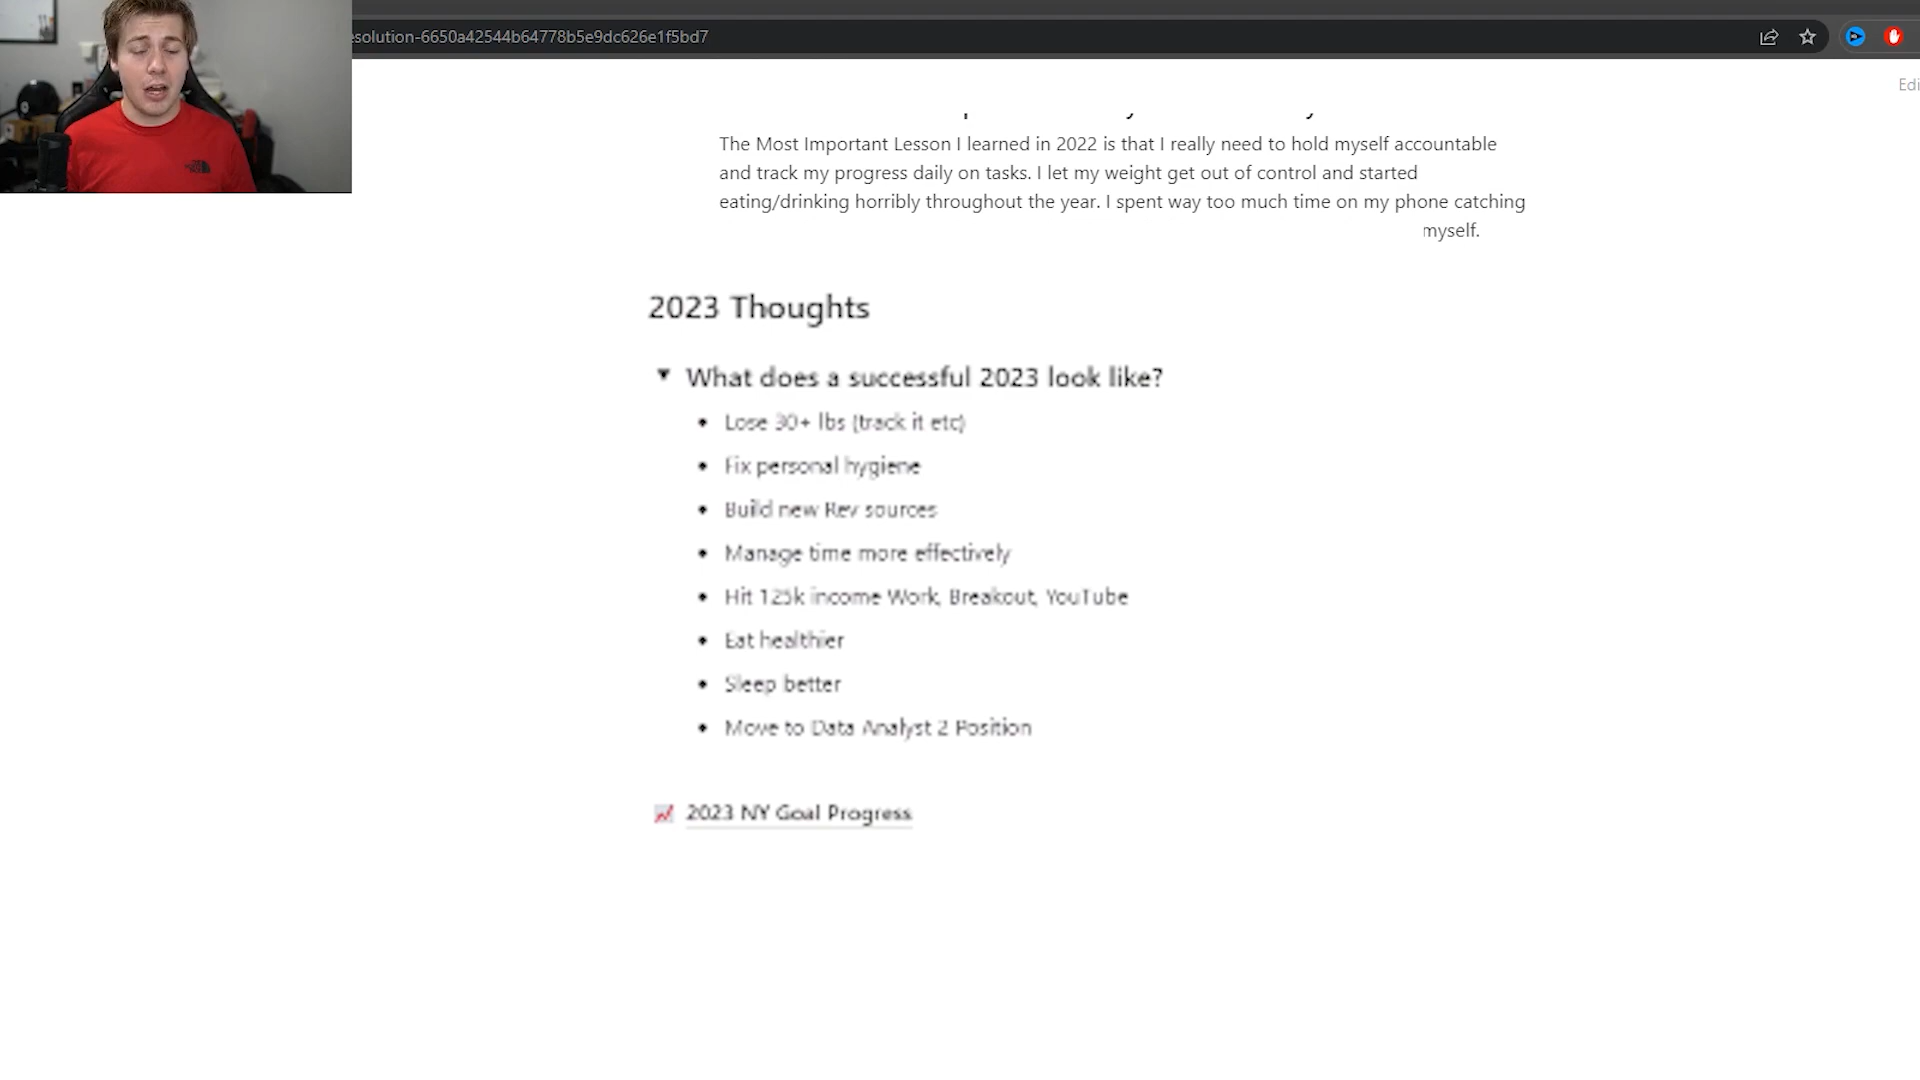 esolution-6650a42544b64778b5e9dc626e1f5bd7
Edi
The Most Important Lesson I learned in 2022 is that I really need to hold myself accountable
and track my progress daily on tasks. I let my weight get out of control and started
eating/drinking horribly throughout the year. I spent way too much time on my phone catching
myself.
2023 Thoughts
What does a successful 2023 look like?
Lose 30+ lbs (track it etc)
Fix personal hygiene
Build new Rev sources
Manage time more effectively
Hit 125k income Work, Breakout, YouTube
Eat healthier
Sleep better
Move to Data Analyst 2 Position
2023 NY Goal Progress